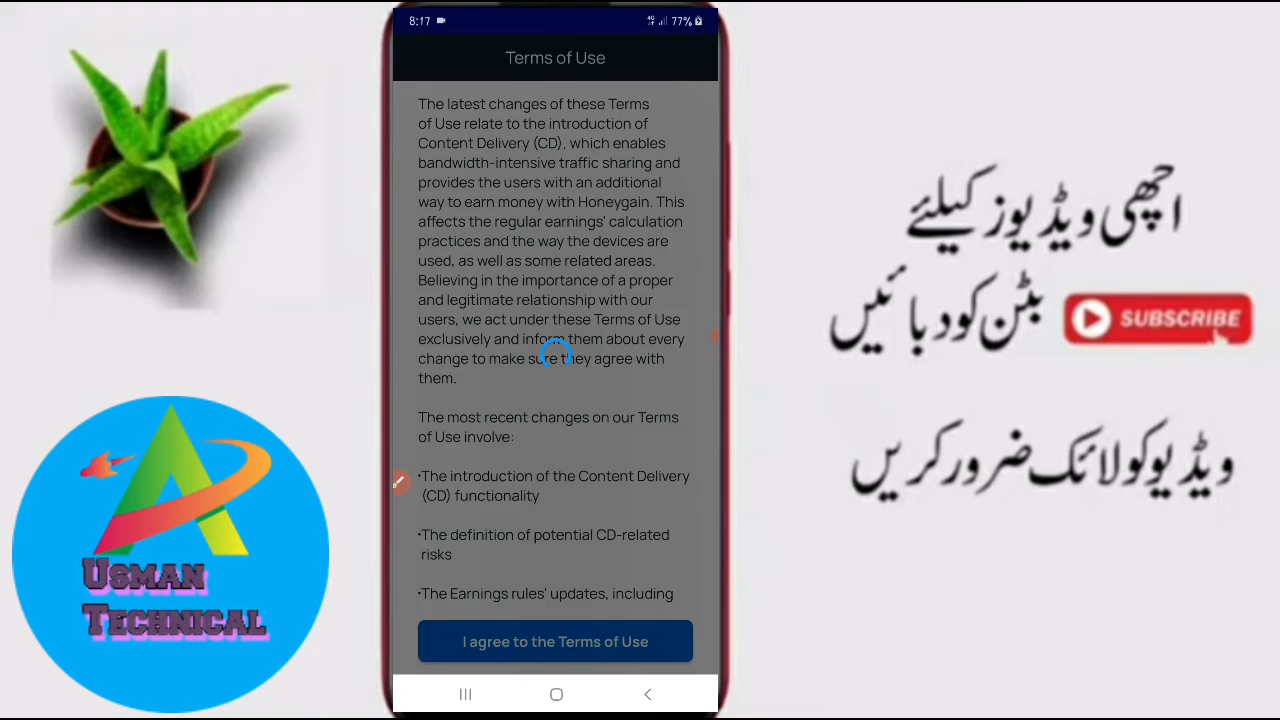 8:17
4G
77%
Terms of Use
The latest changes of these Terms
of Use relate to the introduction of
Content Delivery (CD), which enables
bandwidth-intensive traffic sharing and
provides the users with an additional
way to earn money with Honeygain. This
affects the regular earnings' calculation
practices and the way the devices are
used, as well as some related areas.
Believing in the importance of a proper
and legitimate relationship with our
users, we act under these Terms of Use
exclusively and inform them about every
change to make sure they agree with
them.
The most recent changes on our Terms
of Use involve:
·The introduction of the Content Delivery
(CD) functionality
·The definition of potential CD-related
risks
·The Earnings rules' updates, including
I agree to the Terms of Use
USMAN
TECHNICAL
اچھی ویڈیوز کیلئے
بٹن کو دبائیں
SUBSCRIBE
ویڈیو کو لائک ضرور کریں